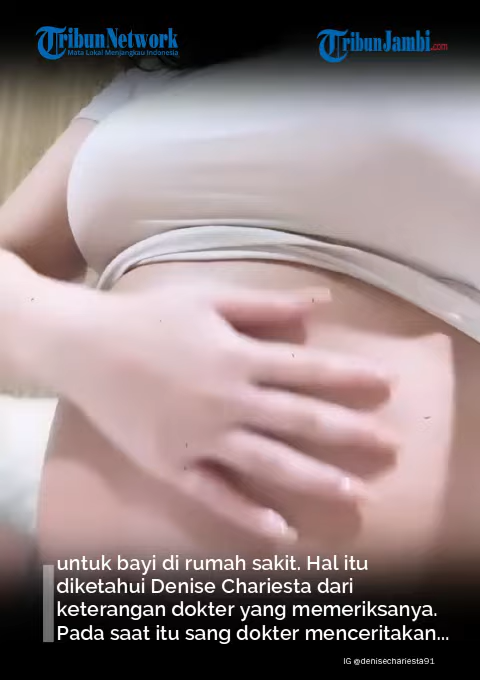 TribunNetwork
Mata Lokal Menjangkau Indonesia
TribunJambi.com
untuk bayi di rumah sakit. Hal itu
diketahui Denise Chariesta dari
keterangan dokter yang memeriksanya.
Pada saat itu sang dokter menceritakan...
IG @denisechariesta91